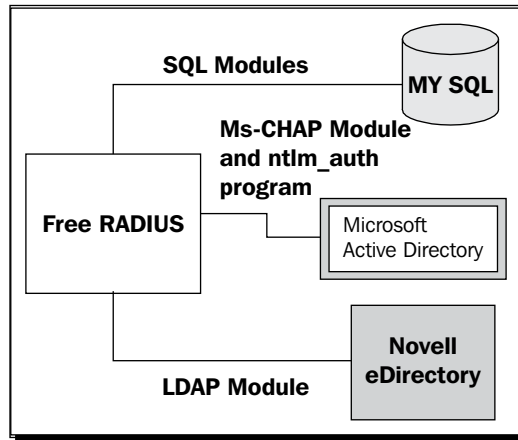 SQL Modules
MY SQL
Ms-CHAP Module
and ntlm_auth
program
Free RADIUS
Microsoft
Active Directory
Novell
eDirectory
LDAP Module